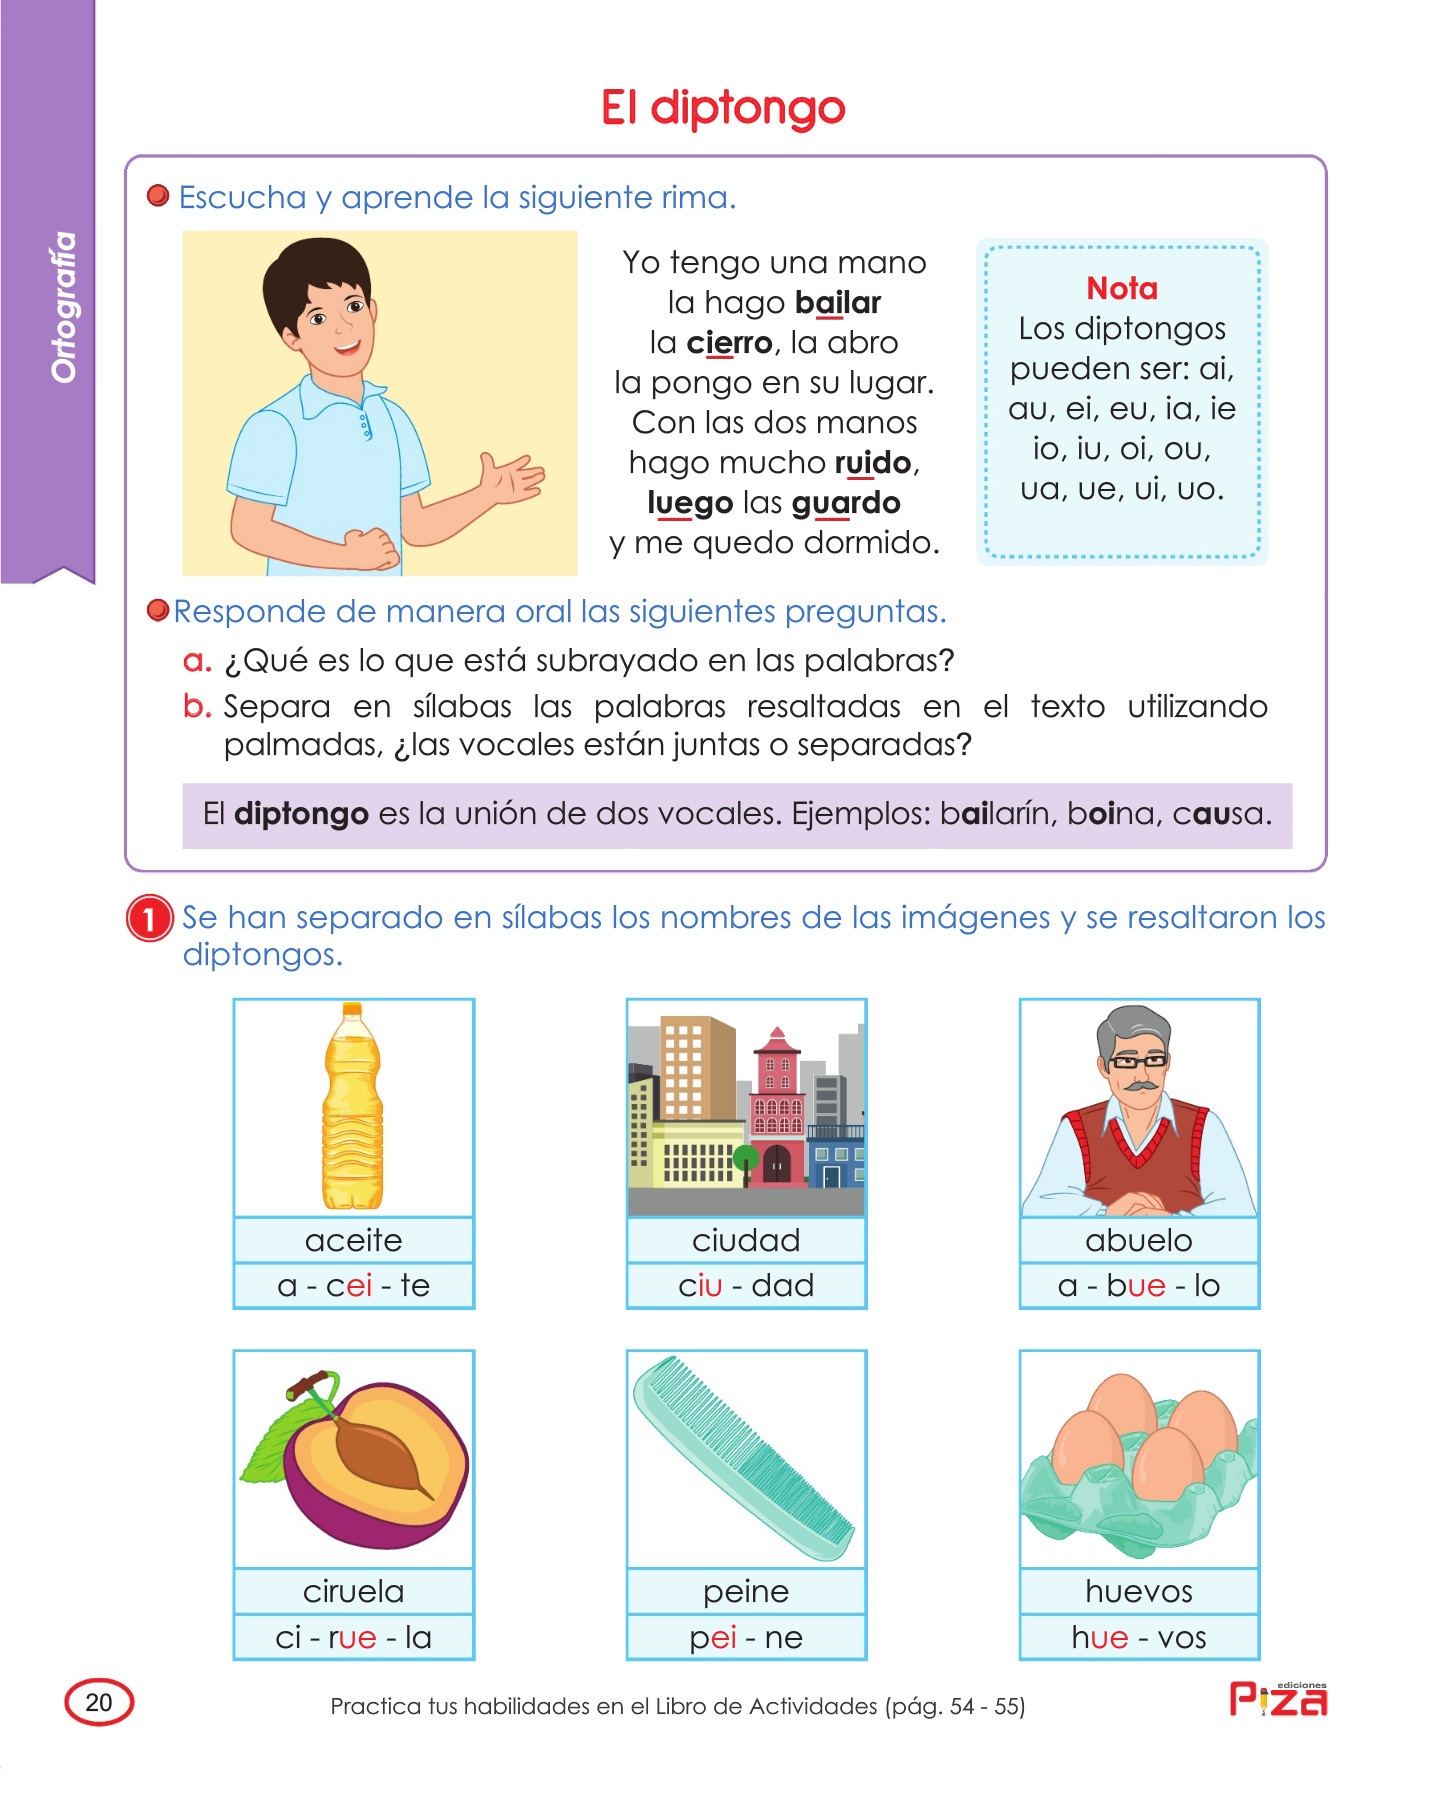 El diptongo
Ortografía
Escucha y aprende la siguiente rima.
Yo tengo una mano
la hago bailar
la cierro, la abro
la pongo en su lugar.
Con las dos manos
hago mucho ruido,
luego las guardo
y me quedo dormido.
Nota
Los diptongos
pueden ser: ai,
au, ei, eu, ia, ie
io, iu, oi, ou,
ua, ue, ui, uo.
Responde de manera oral las siguientes preguntas.
a. ¿Qué es lo que está subrayado en las palabras?
b. Separa en sílabas las palabras resaltadas en el texto utilizando
palmadas, ¿las vocales están juntas o separadas?
El diptongo es la unión de dos vocales. Ejemplos: bailarín, boina, causa.
1 Se han separado en sílabas los nombres de las imágenes y se resaltaron los
diptongos.
aceite
a - cei - te
ciudad
ciu - dad
abuelo
a - bue - lo
ciruela
ci - rue - la
peine
pei - ne
huevos
hue - vos
20
Practica tus habilidades en el Libro de Actividades (pág. 54 - 55)
ediciones
Piza